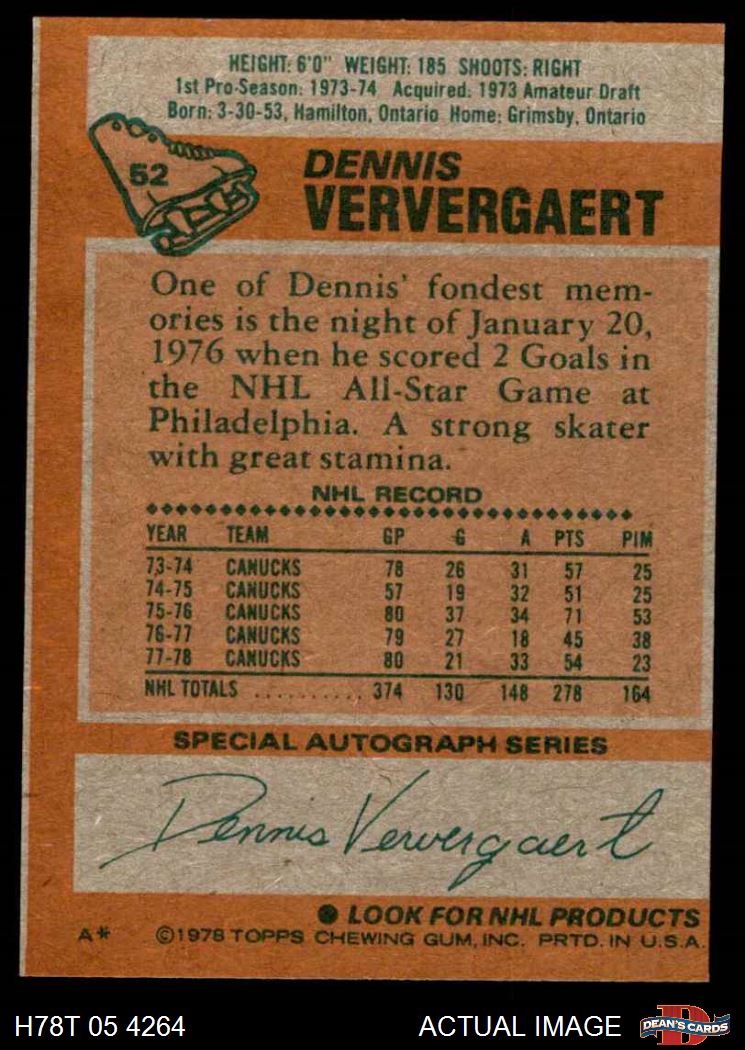 HEIGHT: 6'0" WEIGHT: 185 SHOOTS: RIGHT
1st Pro-Season: 1973-74 Acquired: 1973 Amateur Draft
Born: 3-30-53, Hamilton, Ontario Home: Grimsby, Ontario
52
DENNIS
VERVERGAERT
One of Dennis' fondest mem-
ories is the night of January 20,
1976 when he scored 2 Goals in
the NHL All-Star Game at
Philadelphia. A strong skater
with great stamina.
NHL RECORD
YEAR TEAM GP G A PTS PIM
73-74 CANUCKS 78 26 31 57 25
74-75 CANUCKS 57 19 32 51 25
75-76 CANUCKS 80 37 34 71 53
76-77 CANUCKS 79 27 18 45 38
77-78 CANUCKS 80 21 33 54 23
NHL TOTALS .......... 374 130 148 278 164
SPECIAL AUTOGRAPH SERIES
Dennis Ververgaert
● LOOK FOR NHL PRODUCTS
A* ©1978 TOPPS CHEWING GUM, INC. PRTD. IN U.S.A.
H78T 05 4264 ACTUAL IMAGE DEAN'S CARDS